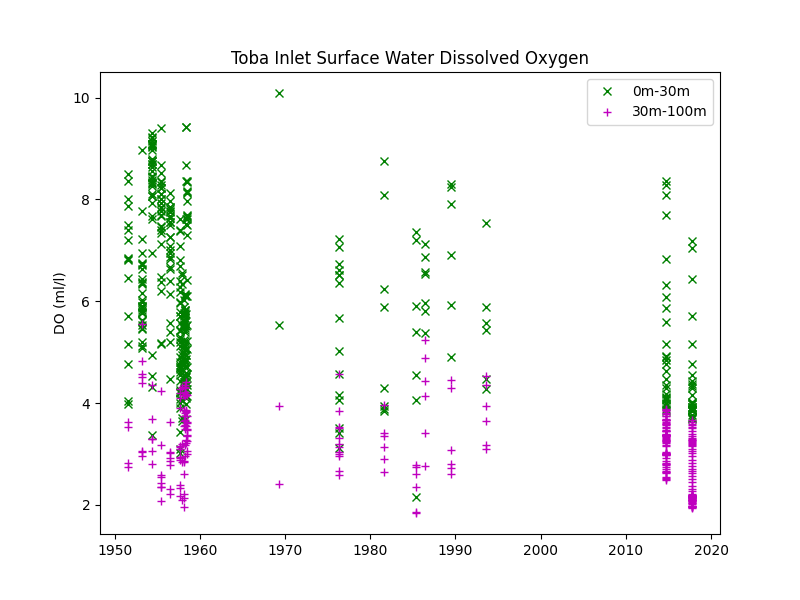 Toba Inlet Surface Water Dissolved Oxygen
0m-30m
30m-100m
DO (ml/l)
10
8
6
4
2
1950 1960 1970 1980 1990 2000 2010 2020